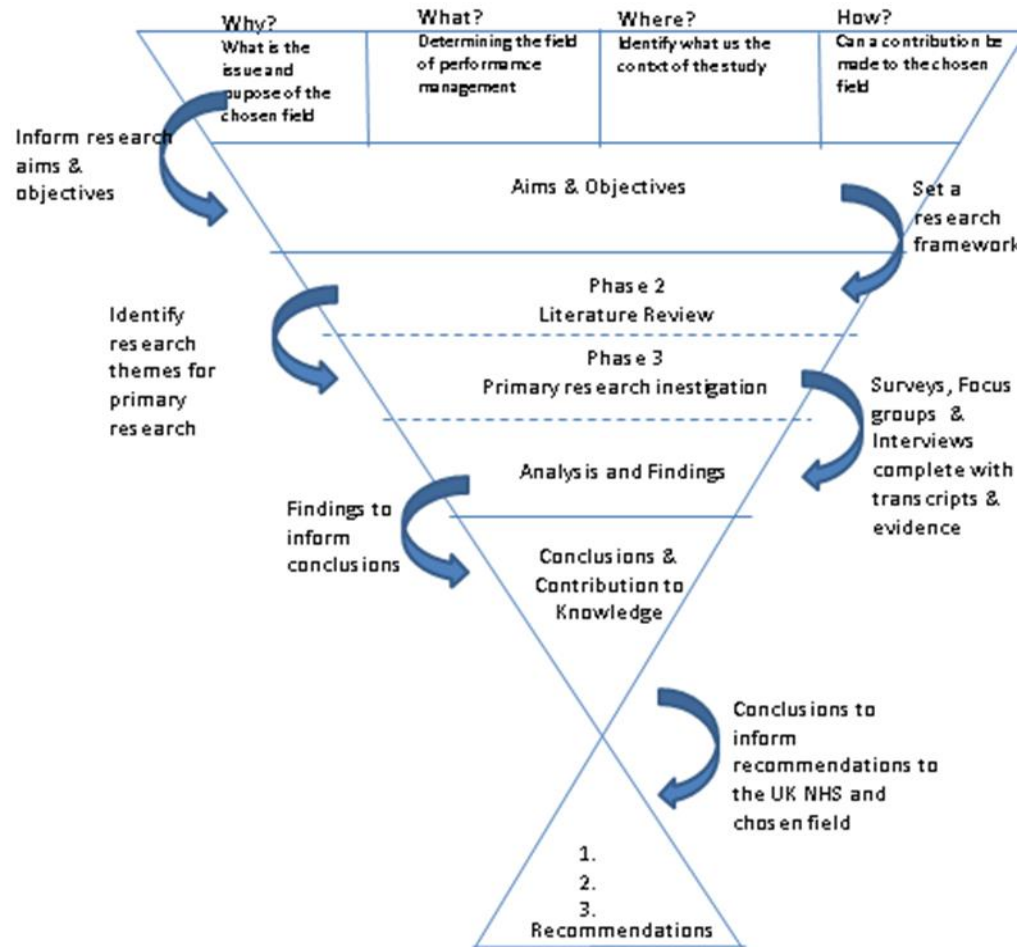 Why?
What is the
issue and
pupose of the
chosen field
What?
Determining the field
of performamce
management
Where?
Identify what us the
contxt of the study
How?
Can a contribution be
made to the chosen
field
Inform research
aims &
objectives
Aims & Objectives
Set a
research
framework
Phase 2
Literature Review
Identify
research
themes for
primary
research
Phase 3
Primary research inestigation
Surveys, Focus
groups &
Interviews
complete with
transcripts &
evidence
Analysis and Findings
Findings to
inform
conclusions
Conclusions &
Contribution to
Knowledge
Conclusions to
inform
recommendations to
the UK NHS and
chosen field
1.
2.
3.
Recommendations